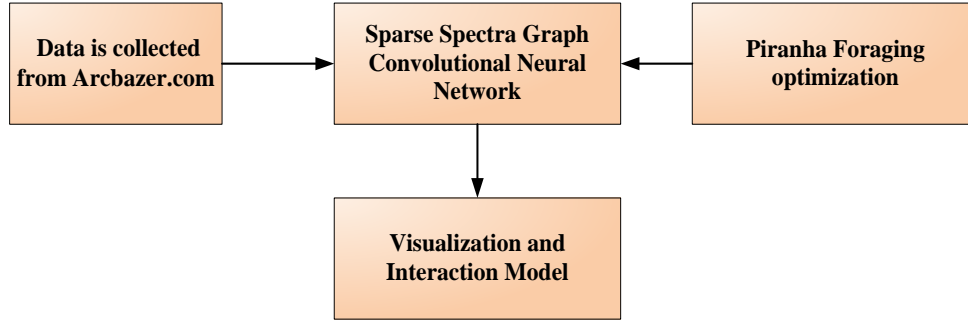 Data is collected
from Arcbazer.com
Sparse Spectra Graph
Convolutional Neural
Network
Piranha Foraging
optimization
Visualization and
Interaction Model